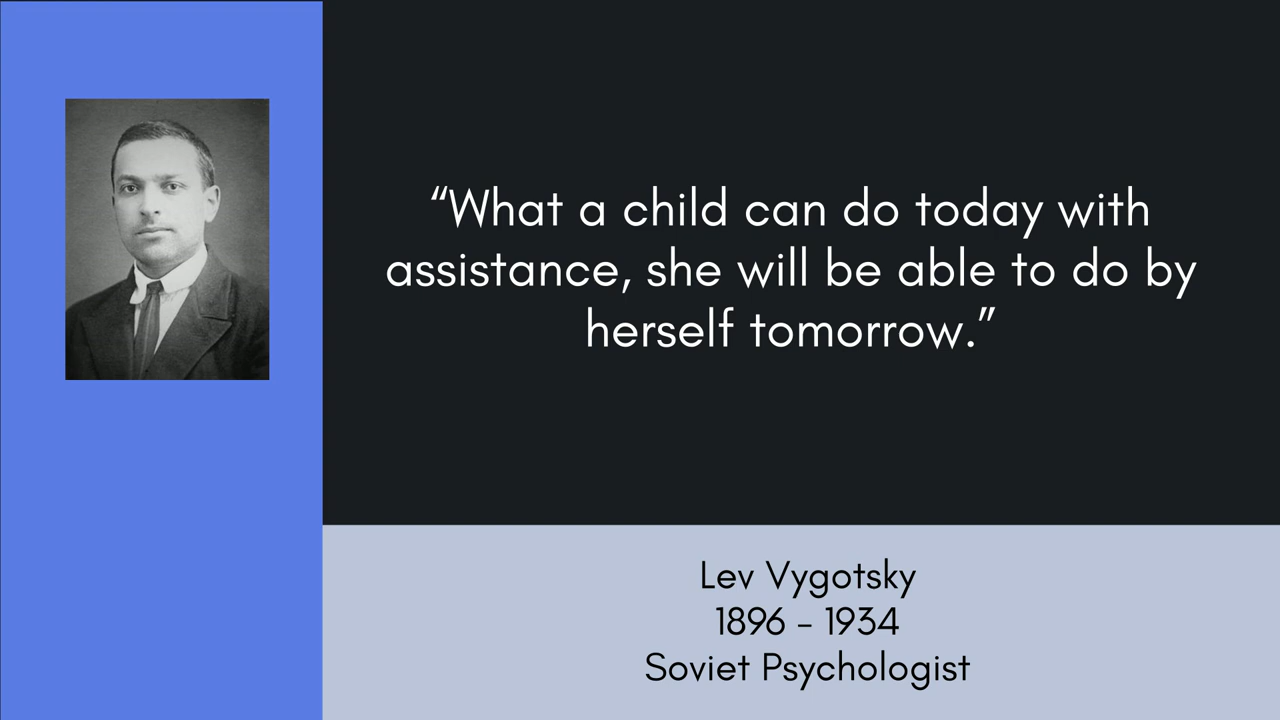 “What a child can do today with
assistance, she will be able to do by
herself tomorrow.”
Lev Vygotsky
1896 – 1934
Soviet Psychologist